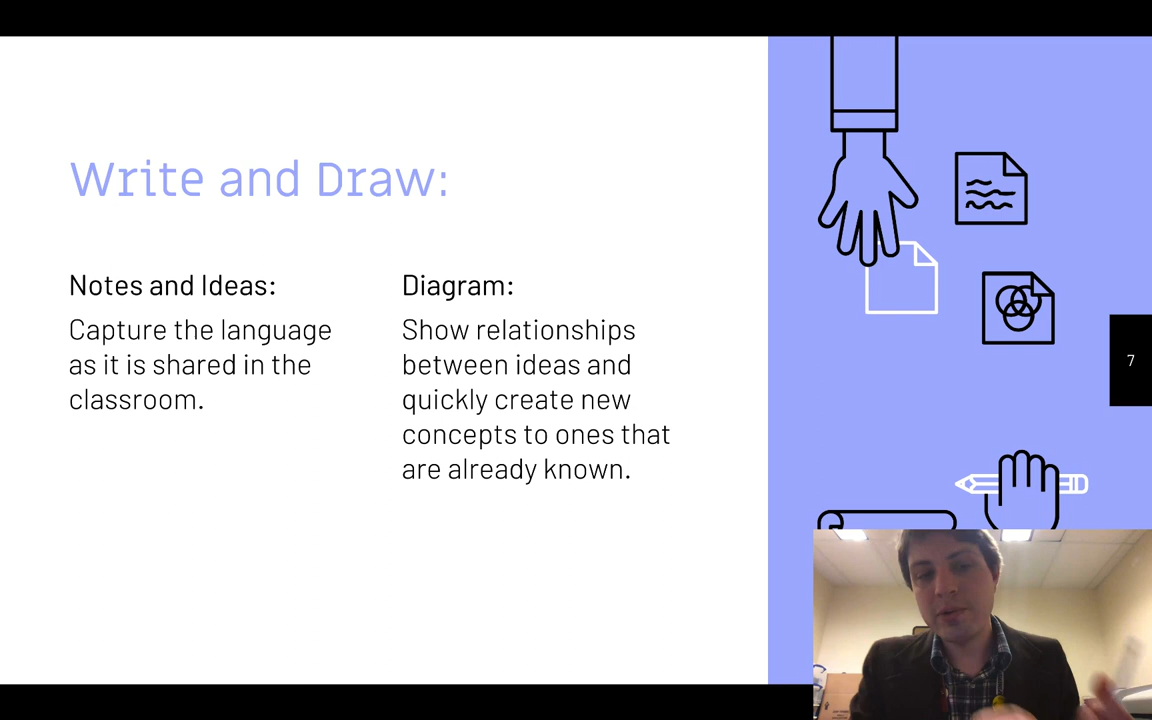 Write and Draw:
Notes and Ideas:
Capture the language
as it is shared in the
classroom.
Diagram:
Show relationships
between ideas and
quickly create new
concepts to ones that
are already known.
7